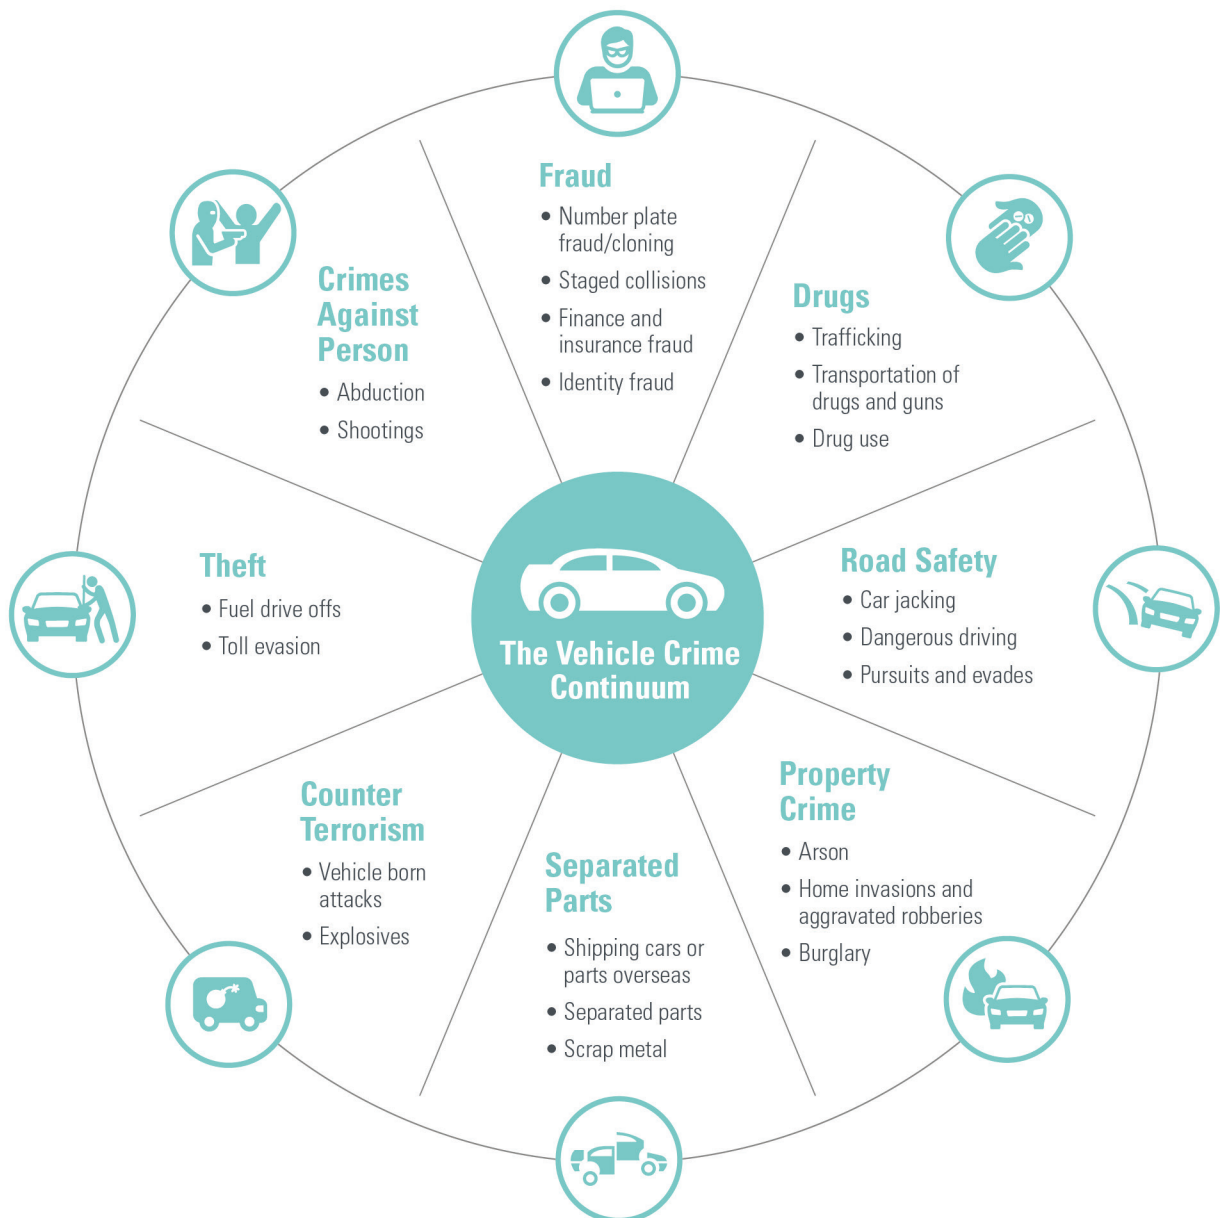 Fraud
• Number plate
fraud/cloning
• Staged collisions
• Finance and
insurance fraud
• Identity fraud
Drugs
• Trafficking
• Transportation of
drugs and guns
• Drug use
Road Safety
• Car jacking
• Dangerous driving
• Pursuits and evades
Property
Crime
• Arson
• Home invasions and
aggravated robberies
• Burglary
Separated
Parts
• Shipping cars or
parts overseas
• Separated parts
• Scrap metal
Counter
Terrorism
• Vehicle born
attacks
• Explosives
Theft
• Fuel drive offs
• Toll evasion
Crimes
Against
Person
• Abduction
• Shootings
The Vehicle Crime
Continuum